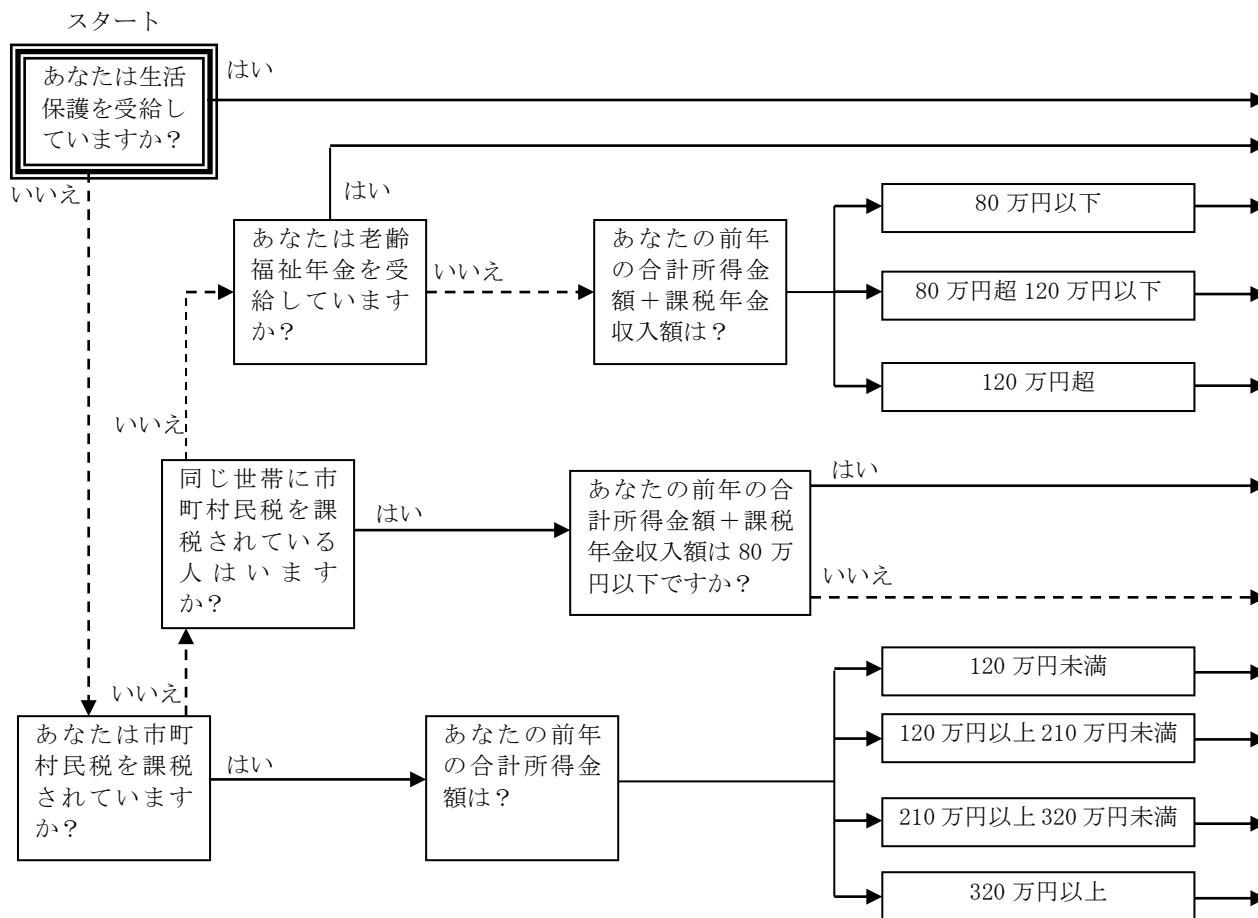 スタート
あなたは生活
保護を受給し
ていますか？
はい
いいえ
はい
あなたは老齢
福祉年金を受
給しています
か？
いいえ
あなたの前年
の合計所得金
額＋課税年金
収入額は？
80 万円以下
80 万円超 120 万円以下
120 万円超
いいえ
同じ世帯に市
町村民税を課
税されている
人はいます
か？
はい
あなたの前年の合
計所得金額＋課税
年金収入額は 80 万
円以下ですか？
はい
いいえ
いいえ
あなたは市町
村民税を課税
されています
か？
はい
あなたの前年
の合計所得金
額は？
120 万円未満
120 万円以上 210 万円未満
210 万円以上 320 万円未満
320 万円以上